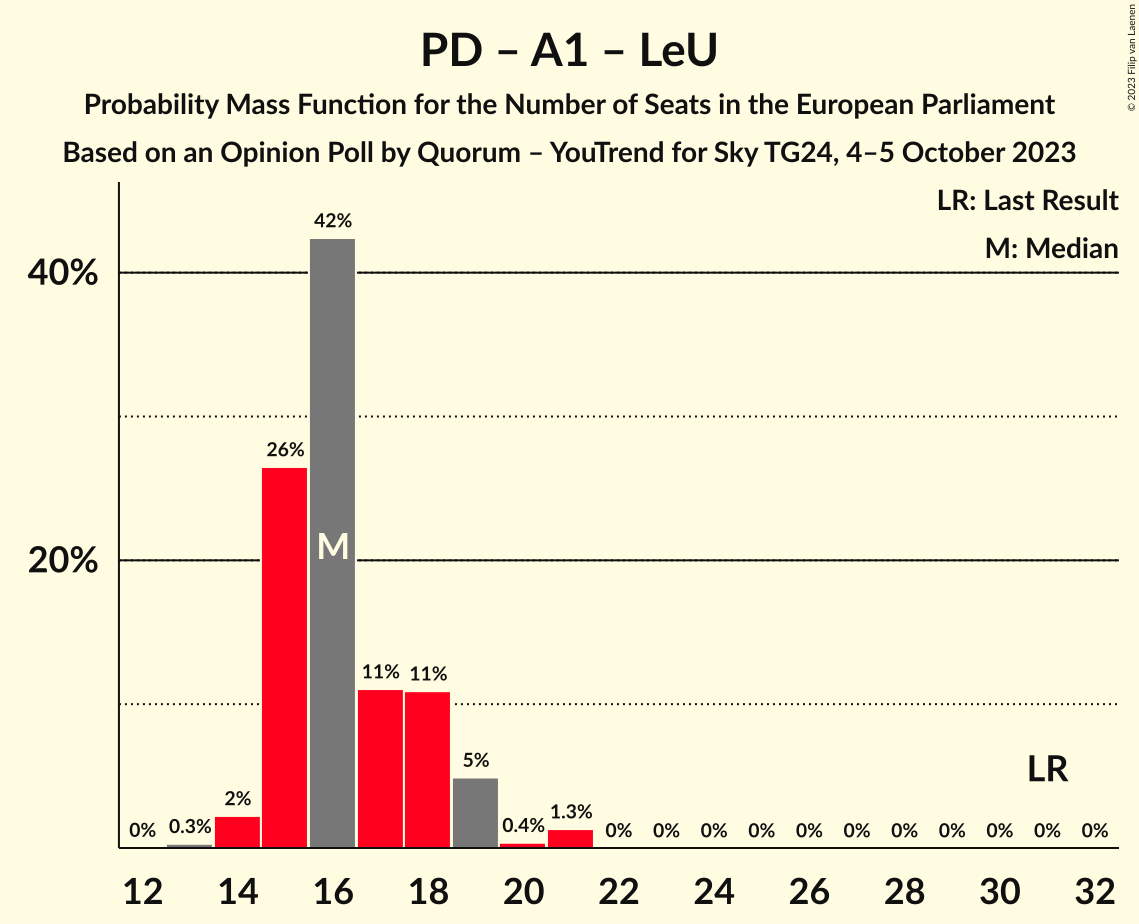 PD – A1 – LeU
Probability Mass Function for the Number of Seats in the European Parliament
Based on an Opinion Poll by Quorum – YouTrend for Sky TG24, 4–5 October 2023
© 2023 Filip van Laenen
LR: Last Result
M: Median
40%
20%
0%
0.3%
2%
26%
42%
11%
11%
5%
0.4%
1.3%
0%
0%
0%
0%
0%
0%
0%
0%
0%
0%
0%
M
LR
12 14 16 18 20 22 24 26 28 30 32